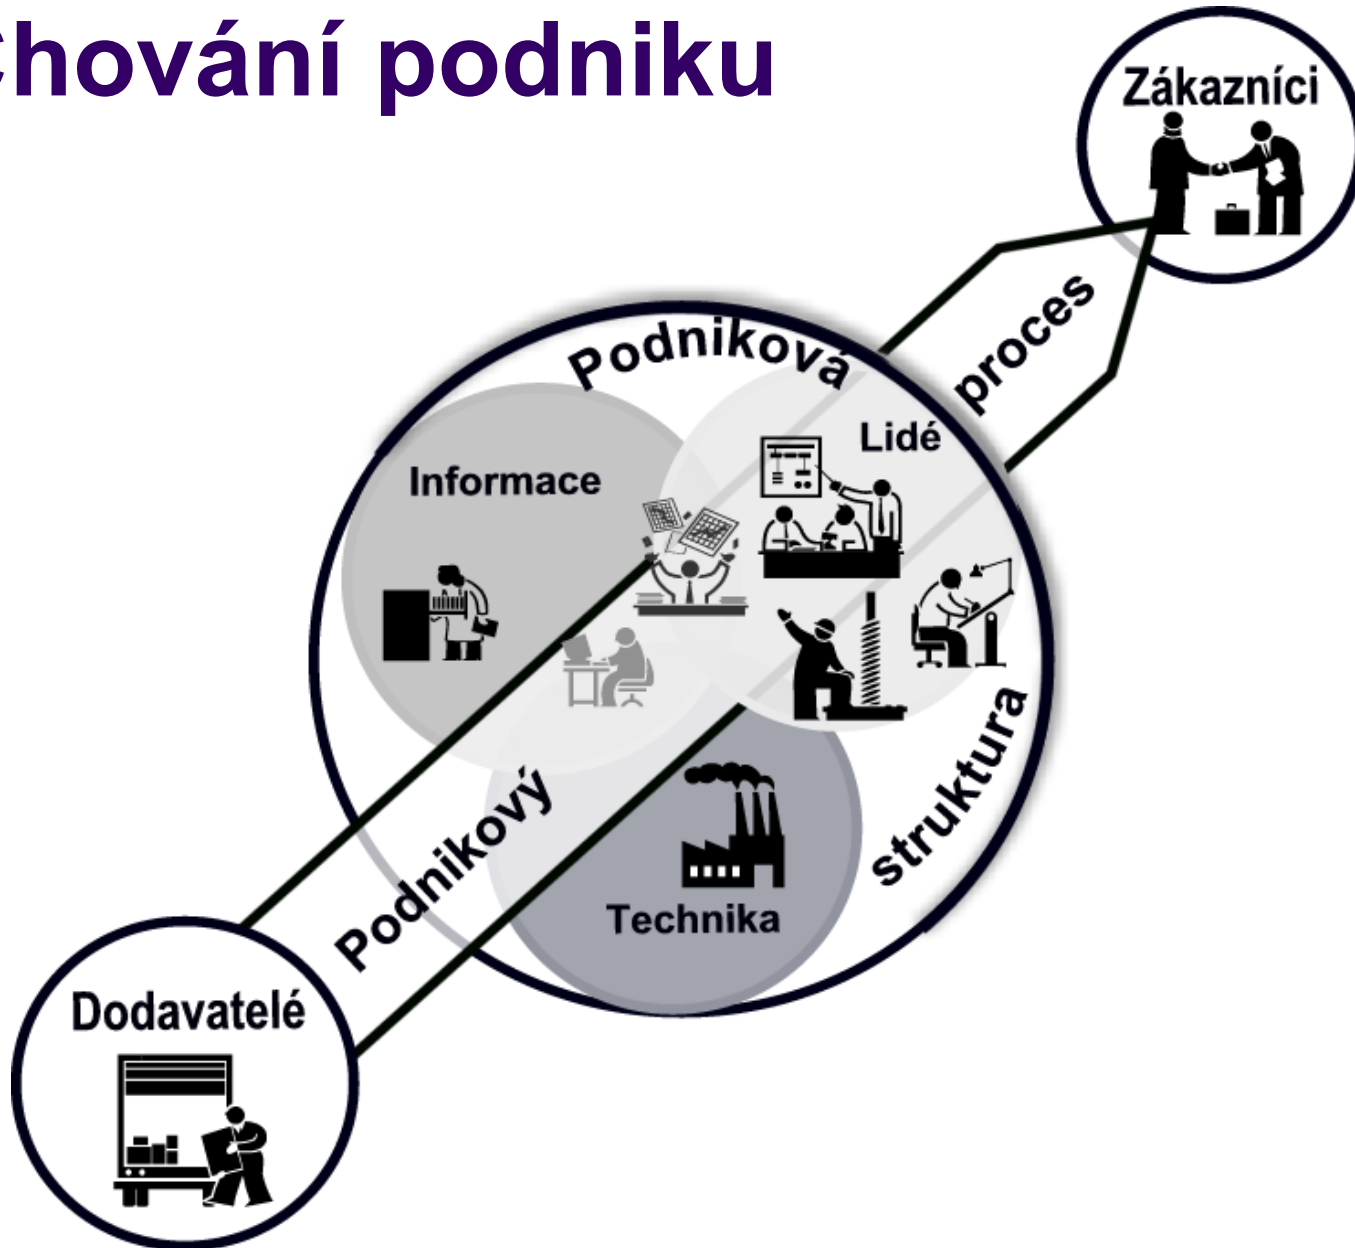 Chování podniku
Zákazníci
Podniková
proces
Lidé
Informace
struktura
Podnikový
Technika
Dodavatelé